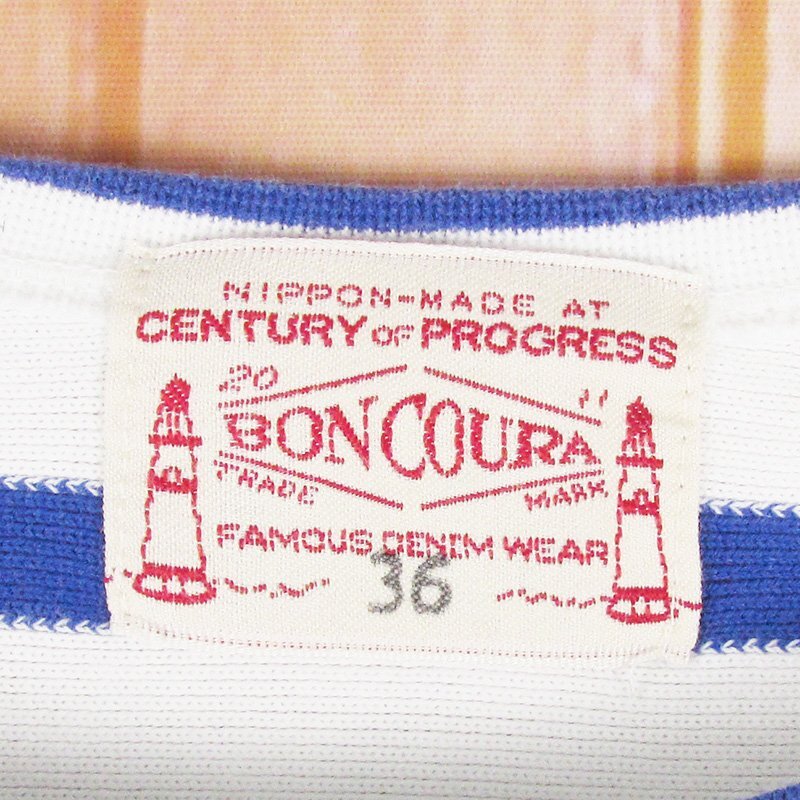 NIPPON-MADE AT
CENTURY OF PROGRESS
20 11
BONCOURA
TRADE MARK
FAMOUS DENIM WEAR
36